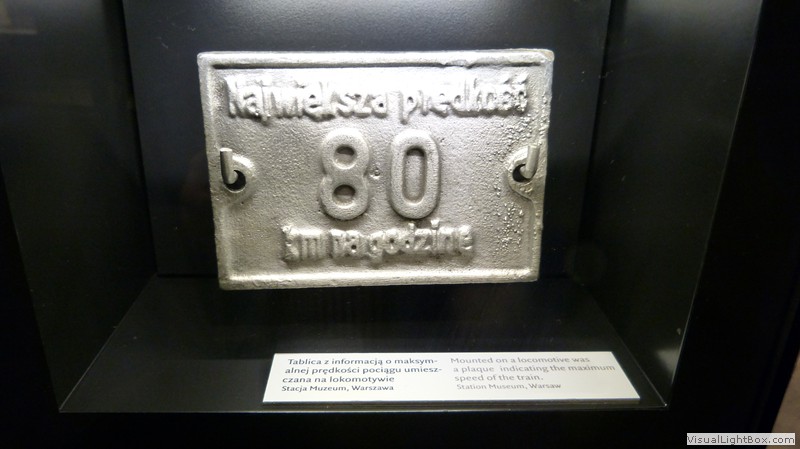 Największa prędkość
80
km na godzinę
Tablica z informacją o maksym-
alnej prędkości pociągu umiesz-
czana na lokomotywie
Stacja Muzeum, Warszawa
Mounted on a locomotive was
a plaque indicating the maximum
speed of the train.
Station Museum, Warsaw
VisualLightBox.com